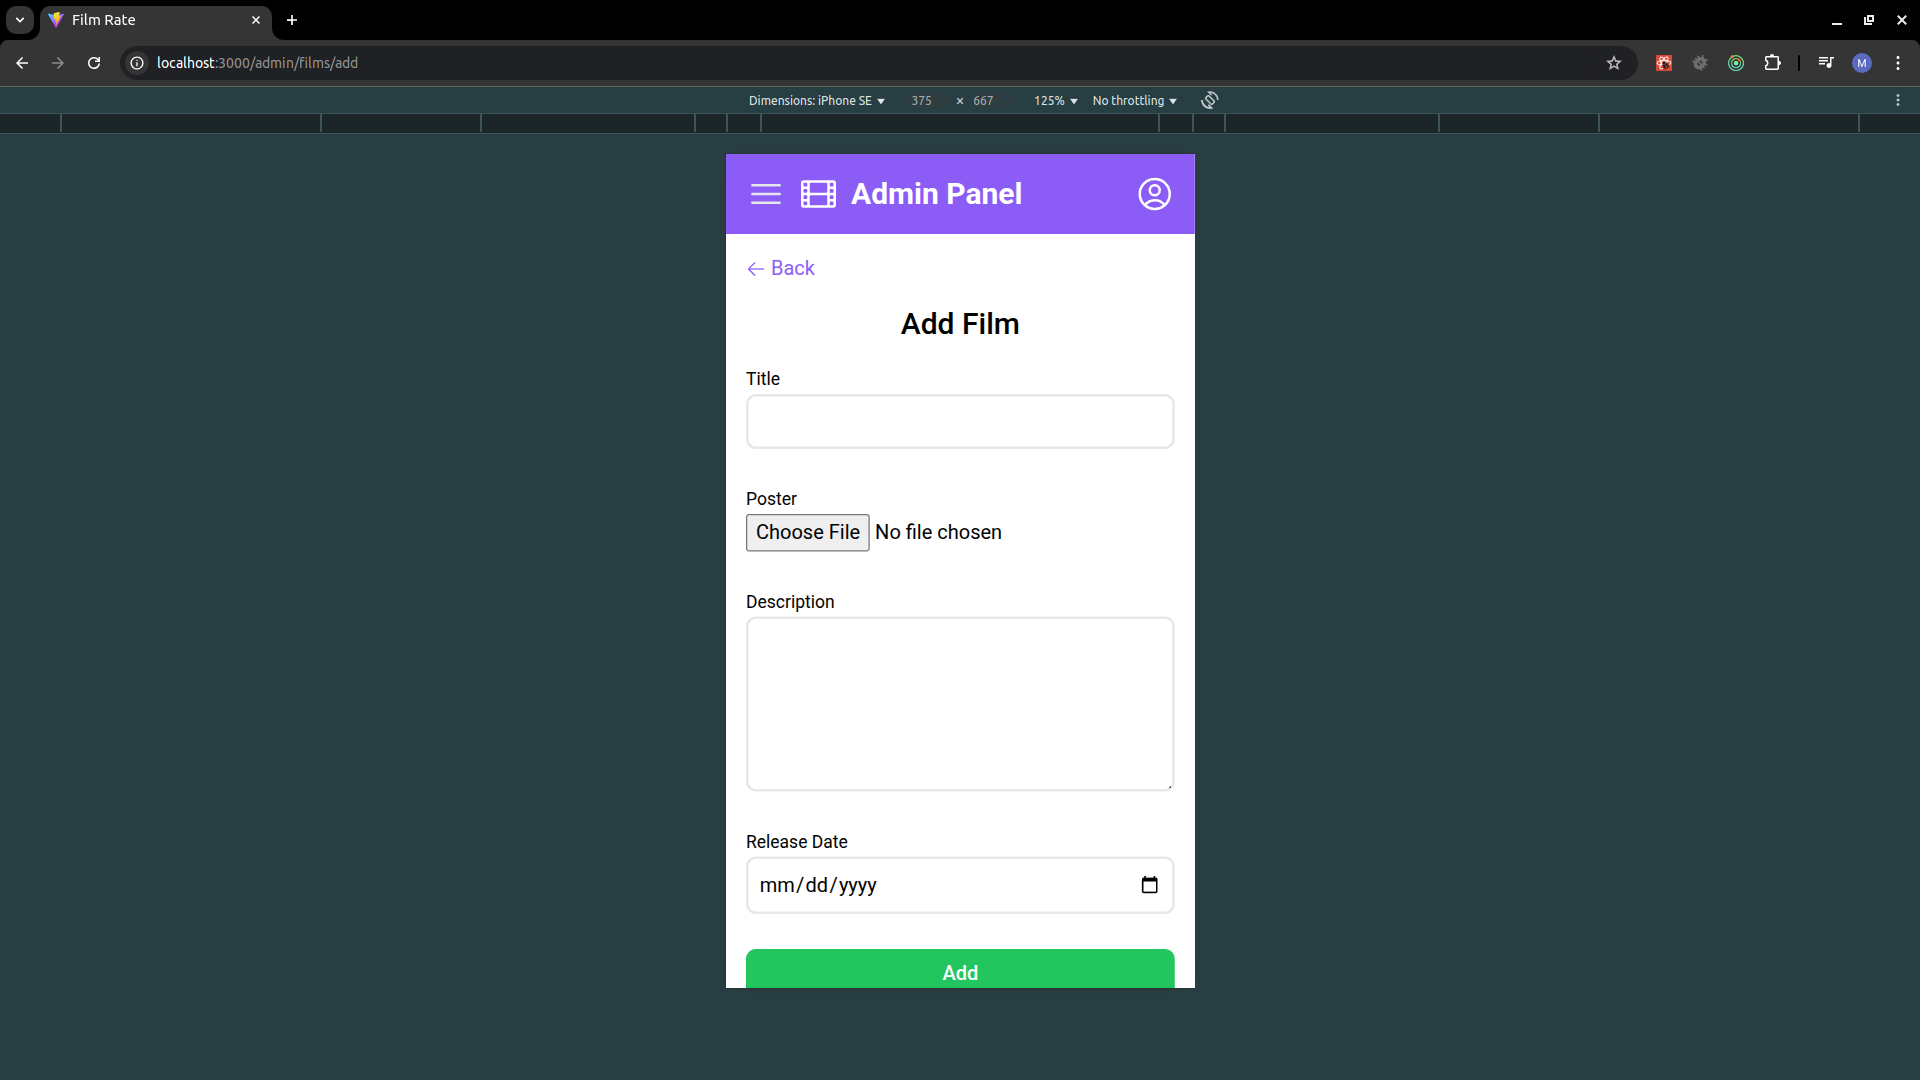 Film Rate
localhost:3000/admin/films/add
M
Dimensions: iPhone SE 375 × 667 125% No throttling
Admin Panel
Back
Add Film
Title
Poster
Choose File No file chosen
Description
Release Date
mm/dd/yyyy
Add